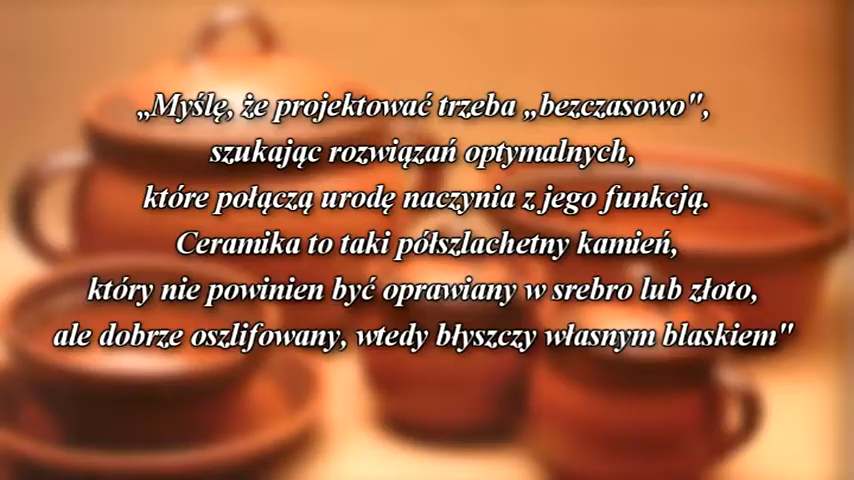 „Myślę, że projektować trzeba „bezczasowo",
szukając rozwiązań optymalnych,
które połączą urodę naczynia z jego funkcją.
Ceramika to taki półszlachetny kamień,
który nie powinien być oprawiany w srebro lub złoto,
ale dobrze oszlifowany, wtedy błyszczy własnym blaskiem"